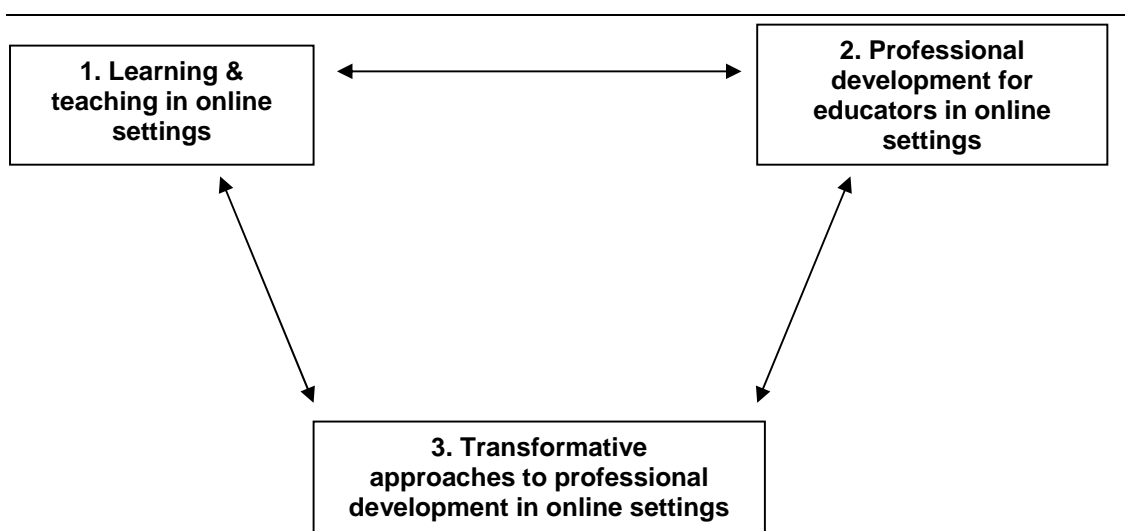 1. Learning &
teaching in online
settings
2. Professional
development for
educators in online
settings
3. Transformative
approaches to professional
development in online settings